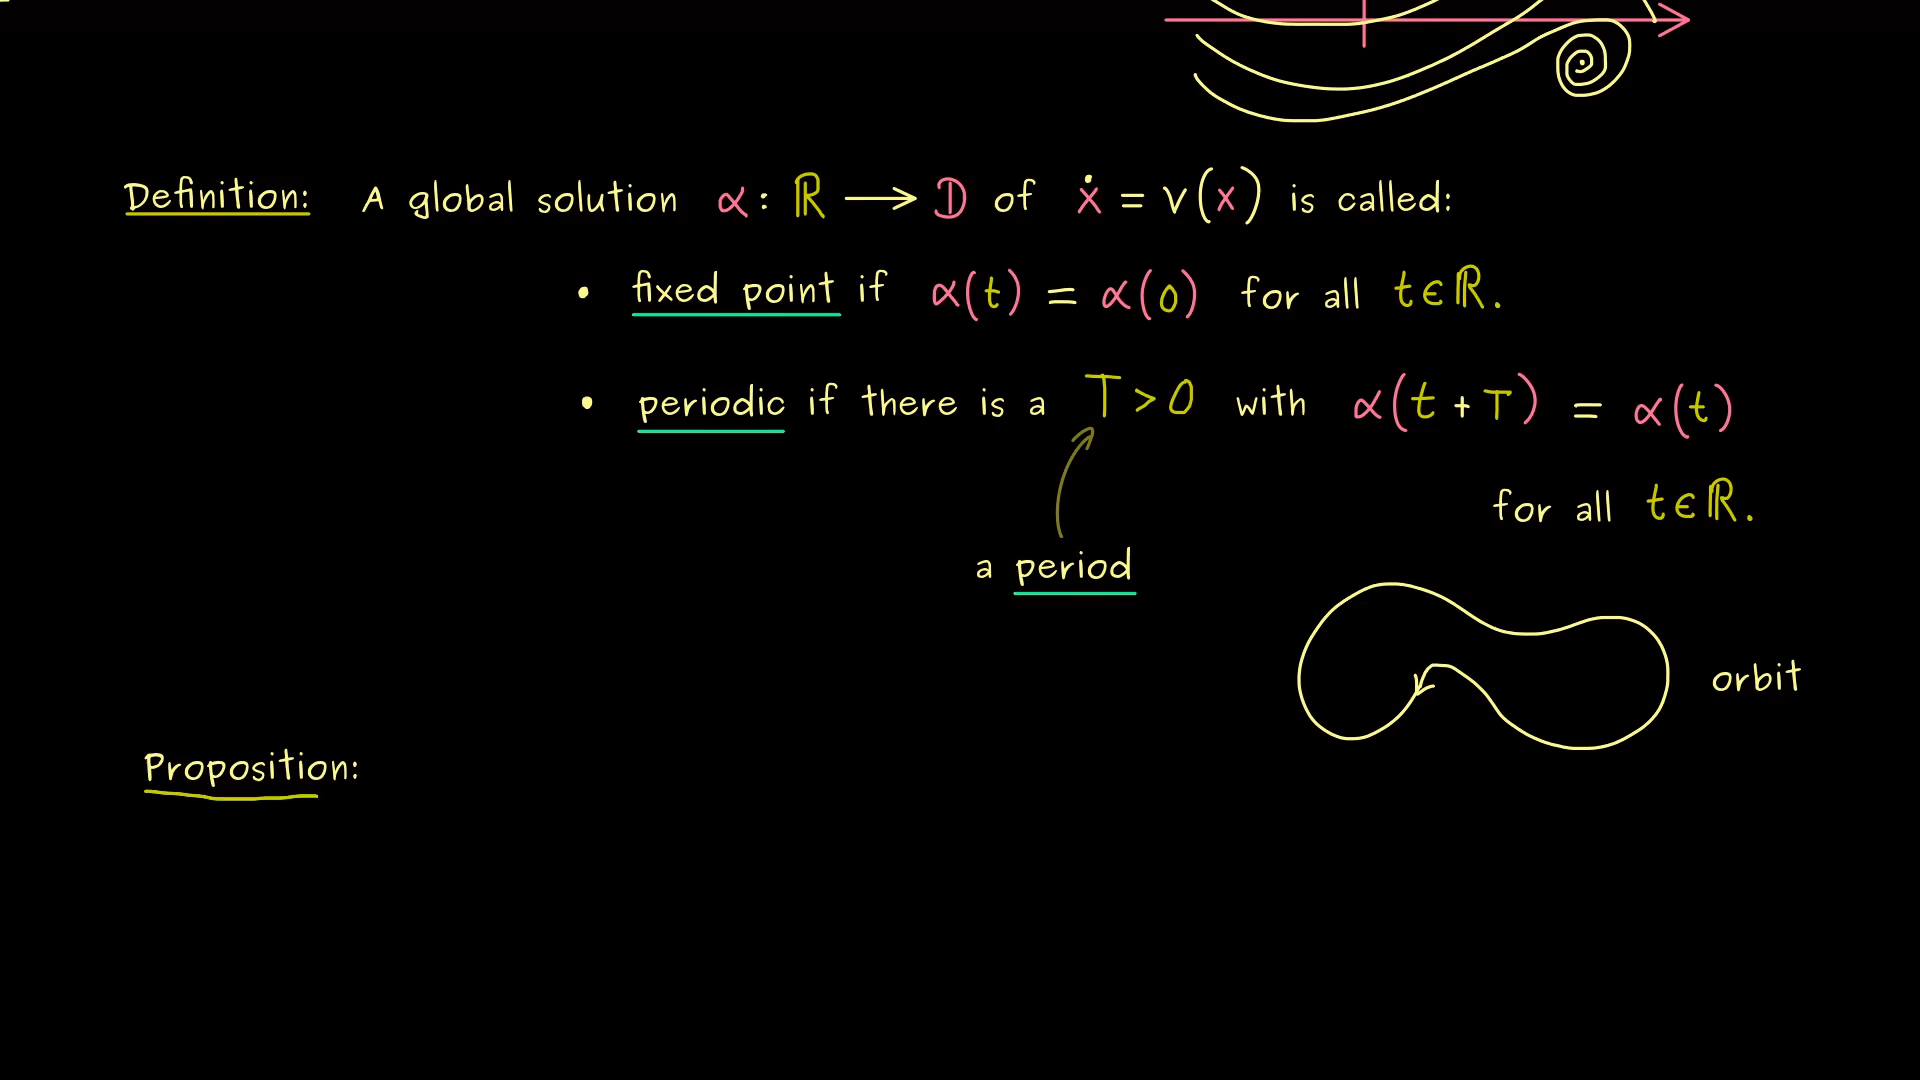 Definition: A global solution α: ℝ ⟶ D of ẋ = v(x) is called:
• fixed point if α(t) = α(0) for all t∈ℝ.
• periodic if there is a T>0 with α(t+T) = α(t)
for all t∈ℝ.
a period
orbit
Proposition: